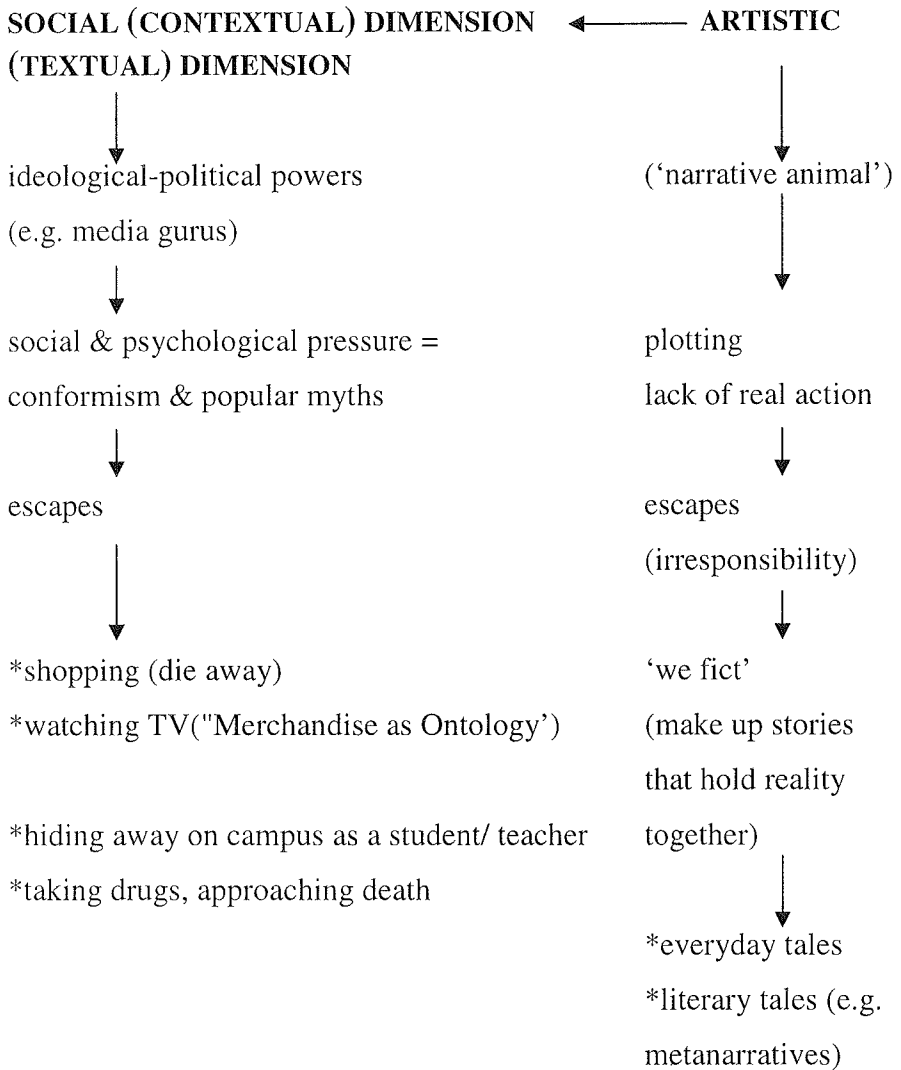 SOCIAL (CONTEXTUAL) DIMENSION ARTISTIC
(TEXTUAL) DIMENSION
ideological-political powers
(e.g. media gurus)
social & psychological pressure =
conformism & popular myths
escapes
*shopping (die away)
*watching TV("Merchandise as Ontology')
*hiding away on campus as a student/ teacher
*taking drugs, approaching death
('narrative animal')
plotting
lack of real action
escapes
(irresponsibility)
'we fict'
(make up stories
that hold reality
together)
*everyday tales
*literary tales (e.g.
metanarratives)